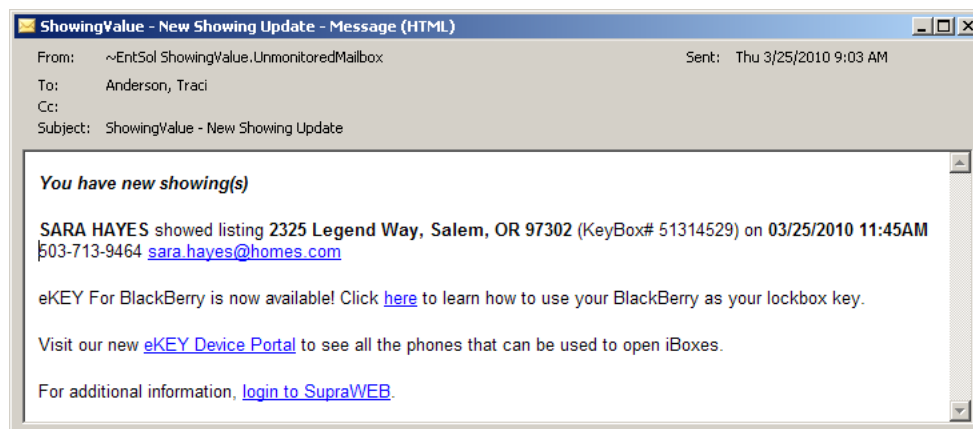 ShowingValue - New Showing Update - Message (HTML)
From: ~EntSol ShowingValue.UnmonitoredMailbox Sent: Thu 3/25/2010 9:03 AM
To: Anderson, Traci
Cc:
Subject: ShowingValue - New Showing Update
You have new showing(s)
SARA HAYES showed listing 2325 Legend Way, Salem, OR 97302 (KeyBox# 51314529) on 03/25/2010 11:45AM
503-713-9464 sara.hayes@homes.com
eKEY For BlackBerry is now available! Click here to learn how to use your BlackBerry as your lockbox key.
Visit our new eKEY Device Portal to see all the phones that can be used to open iBoxes.
For additional information, login to SupraWEB.